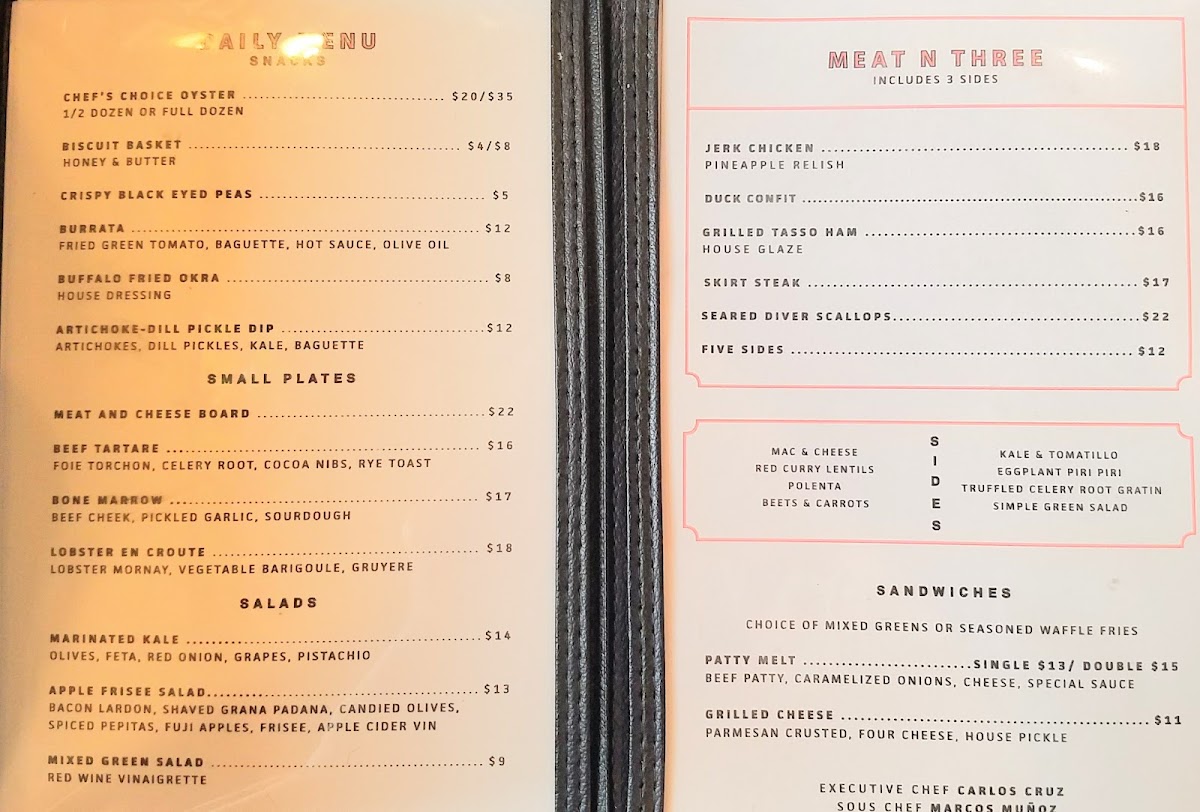 DAILY MENU
SNACKS
CHEF'S CHOICE OYSTER ........................................ $20/$35
1/2 DOZEN OR FULL DOZEN
BISCUIT BASKET ........................................ $4/$8
HONEY & BUTTER
CRISPY BLACK EYED PEAS ........................................ $5
BURRATA ........................................ $12
FRIED GREEN TOMATO, BAGUETTE, HOT SAUCE, OLIVE OIL
BUFFALO FRIED OKRA ........................................ $8
HOUSE DRESSING
ARTICHOKE-DILL PICKLE DIP ........................................ $12
ARTICHOKES, DILL PICKLES, KALE, BAGUETTE
SMALL PLATES
MEAT AND CHEESE BOARD ........................................ $22
BEEF TARTARE ........................................ $16
FOIE TORCHON, CELERY ROOT, COCOA NIBS, RYE TOAST
BONE MARROW ........................................ $17
BEEF CHEEK, PICKLED GARLIC, SOURDOUGH
LOBSTER EN CROUTE ........................................ $18
LOBSTER MORNAY, VEGETABLE BARIGOULE, GRUYERE
SALADS
MARINATED KALE ........................................ $14
OLIVES, FETA, RED ONION, GRAPES, PISTACHIO
APPLE FRISEE SALAD........................................ $13
BACON LARDON, SHAVED GRANA PADANA, CANDIED OLIVES,
SPICED PEPITAS, FUJI APPLES, FRISEE, APPLE CIDER VIN
MIXED GREEN SALAD ........................................ $9
RED WINE VINAIGRETTE
MEAT N THREE
INCLUDES 3 SIDES
JERK CHICKEN ........................................ $18
PINEAPPLE RELISH
DUCK CONFIT ........................................$16
GRILLED TASSO HAM ........................................$16
HOUSE GLAZE
SKIRT STEAK ........................................ $17
SEARED DIVER SCALLOPS........................................$22
FIVE SIDES ........................................ $12
SIDES
MAC & CHEESE
RED CURRY LENTILS
POLENTA
BEETS & CARROTS
KALE & TOMATILLO
EGGPLANT PIRI PIRI
TRUFFLED CELERY ROOT GRATIN
SIMPLE GREEN SALAD
SANDWICHES
CHOICE OF MIXED GREENS OR SEASONED WAFFLE FRIES
PATTY MELT ........................SINGLE $13/ DOUBLE $15
BEEF PATTY, CARAMELIZED ONIONS, CHEESE, SPECIAL SAUCE
GRILLED CHEESE ........................................ $11
PARMESAN CRUSTED, FOUR CHEESE, HOUSE PICKLE
EXECUTIVE CHEF CARLOS CRUZ
SOUS CHEF MARCOS MUÑOZ